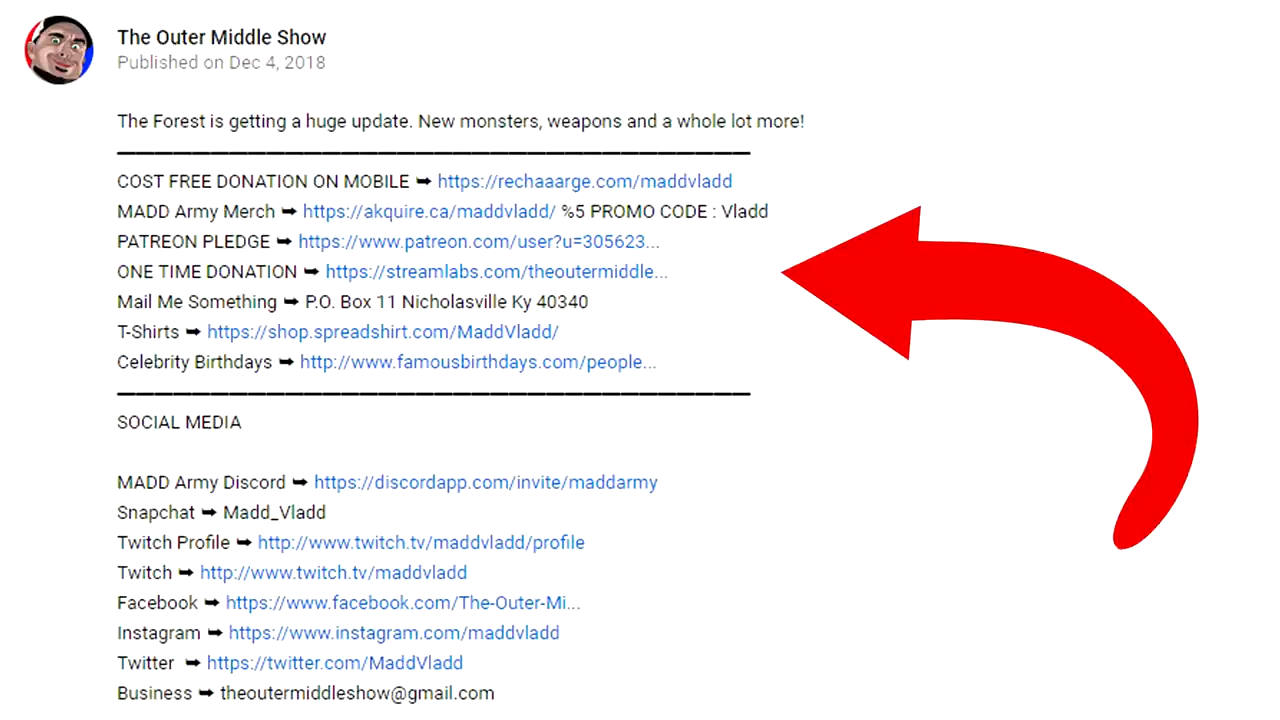 The Outer Middle Show
Published on Dec 4, 2018
The Forest is getting a huge update. New monsters, weapons and a whole lot more!
COST FREE DONATION ON MOBILE ➥ https://rechaaarge.com/maddvladd
MADD Army Merch ➥ https://akquire.ca/maddvladd/ %5 PROMO CODE : Vladd
PATREON PLEDGE ➥ https://www.patreon.com/user?u=305623...
ONE TIME DONATION ➥ https://streamlabs.com/theoutermiddle...
Mail Me Something ➥ P.O. Box 11 Nicholasville Ky 40340
T-Shirts ➥ https://shop.spreadshirt.com/MaddVladd/
Celebrity Birthdays ➥ http://www.famousbirthdays.com/people...
SOCIAL MEDIA
MADD Army Discord ➥ https://discordapp.com/invite/maddarmy
Snapchat ➥ Madd_Vladd
Twitch Profile ➥ http://www.twitch.tv/maddvladd/profile
Twitch ➥ http://www.twitch.tv/maddvladd
Facebook ➥ https://www.facebook.com/The-Outer-Mi...
Instagram ➥ https://www.instagram.com/maddvladd
Twitter ➥ https://twitter.com/MaddVladd
Business ➥ theoutermiddleshow@gmail.com